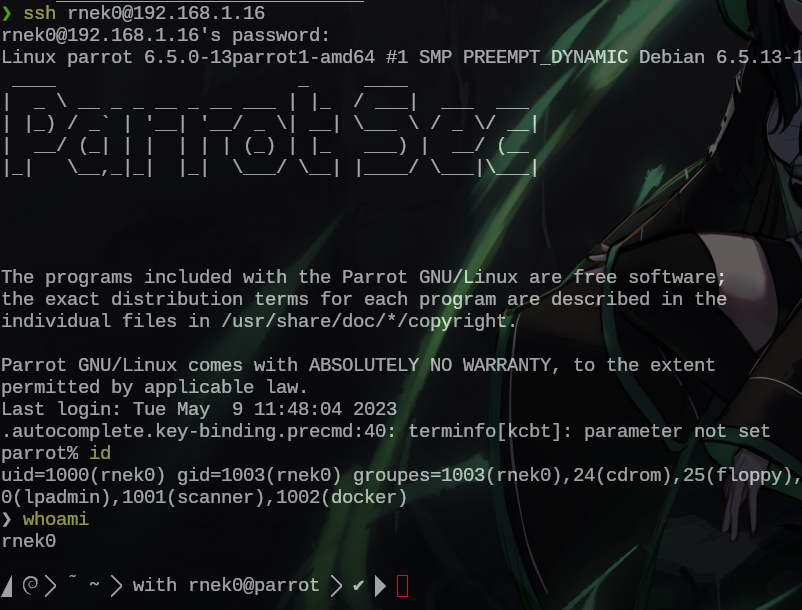 ❯ ssh rnek0@192.168.1.16
rnek0@192.168.1.16's password:
Linux parrot 6.5.0-13parrot1-amd64 #1 SMP PREEMPT_DYNAMIC Debian 6.5.13-1
Parrot Sec
The programs included with the Parrot GNU/Linux are free software;
the exact distribution terms for each program are described in the
individual files in /usr/share/doc/*/copyright.
Parrot GNU/Linux comes with ABSOLUTELY NO WARRANTY, to the extent
permitted by applicable law.
Last login: Tue May  9 11:48:04 2023
.autocomplete.key-binding.precmd:40: terminfo[kcbt]: parameter not set
parrot% id
uid=1000(rnek0) gid=1003(rnek0) groupes=1003(rnek0),24(cdrom),25(floppy),
0(lpadmin),1001(scanner),1002(docker)
❯ whoami
rnek0
~ with rnek0@parrot ✔